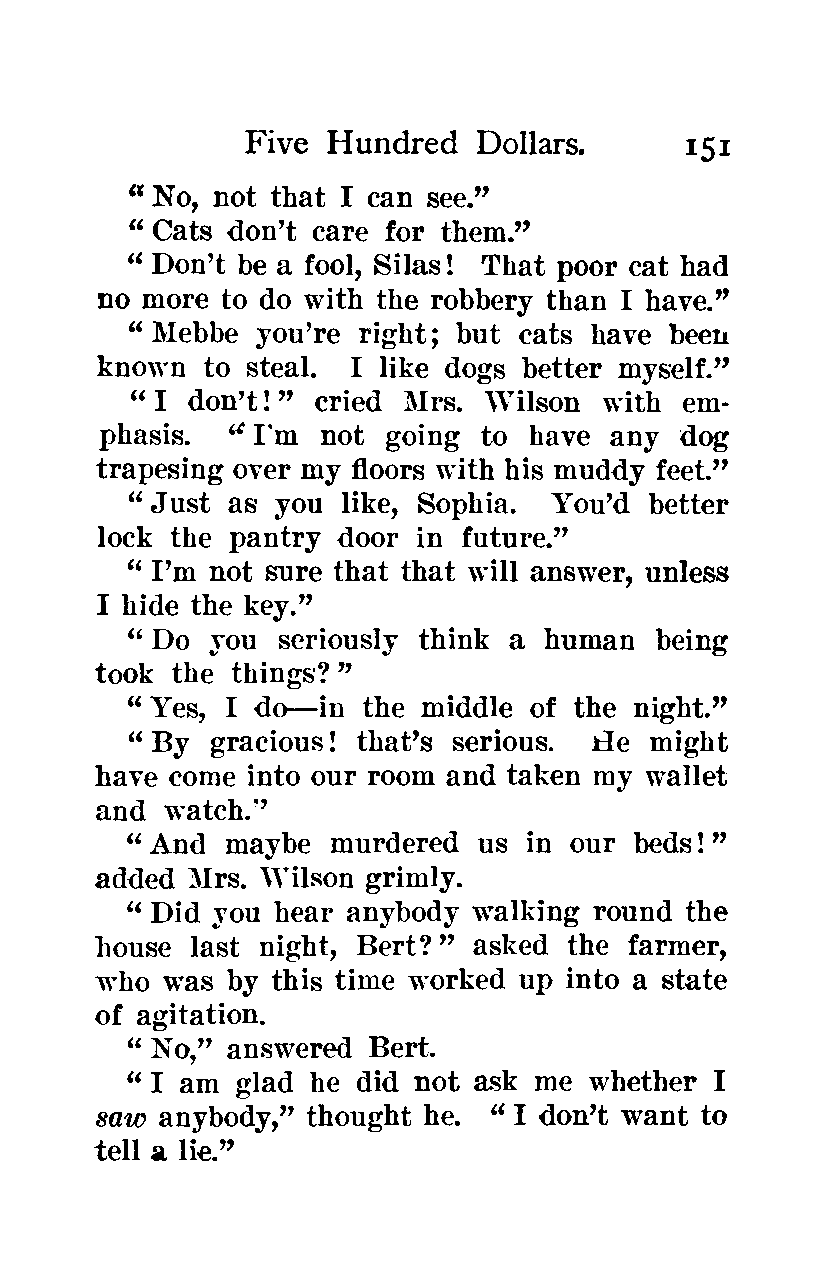 Five Hundred Dollars. 151
“ No, not that I can see.”
“ Cats don’t care for them.”
“ Don’t be a fool, Silas! That poor cat had
no more to do with the robbery than I have.”
“ Mebbe you’re right; but cats have been
known to steal. I like dogs better myself.”
“ I don’t! ” cried Mrs. Wilson with em-
phasis. “ I’m not going to have any dog
trapesing over my floors with his muddy feet.”
“ Just as you like, Sophia. You’d better
lock the pantry door in future.”
“ I’m not sure that that will answer, unless
I hide the key.”
“ Do you seriously think a human being
took the things? ”
“ Yes, I do—in the middle of the night.”
“ By gracious! that’s serious. He might
have come into our room and taken my wallet
and watch.”
“ And maybe murdered us in our beds! ”
added Mrs. Wilson grimly.
“ Did you hear anybody walking round the
house last night, Bert? ” asked the farmer,
who was by this time worked up into a state
of agitation.
“ No,” answered Bert.
“ I am glad he did not ask me whether I
saw anybody,” thought he. “ I don’t want to
tell a lie.”